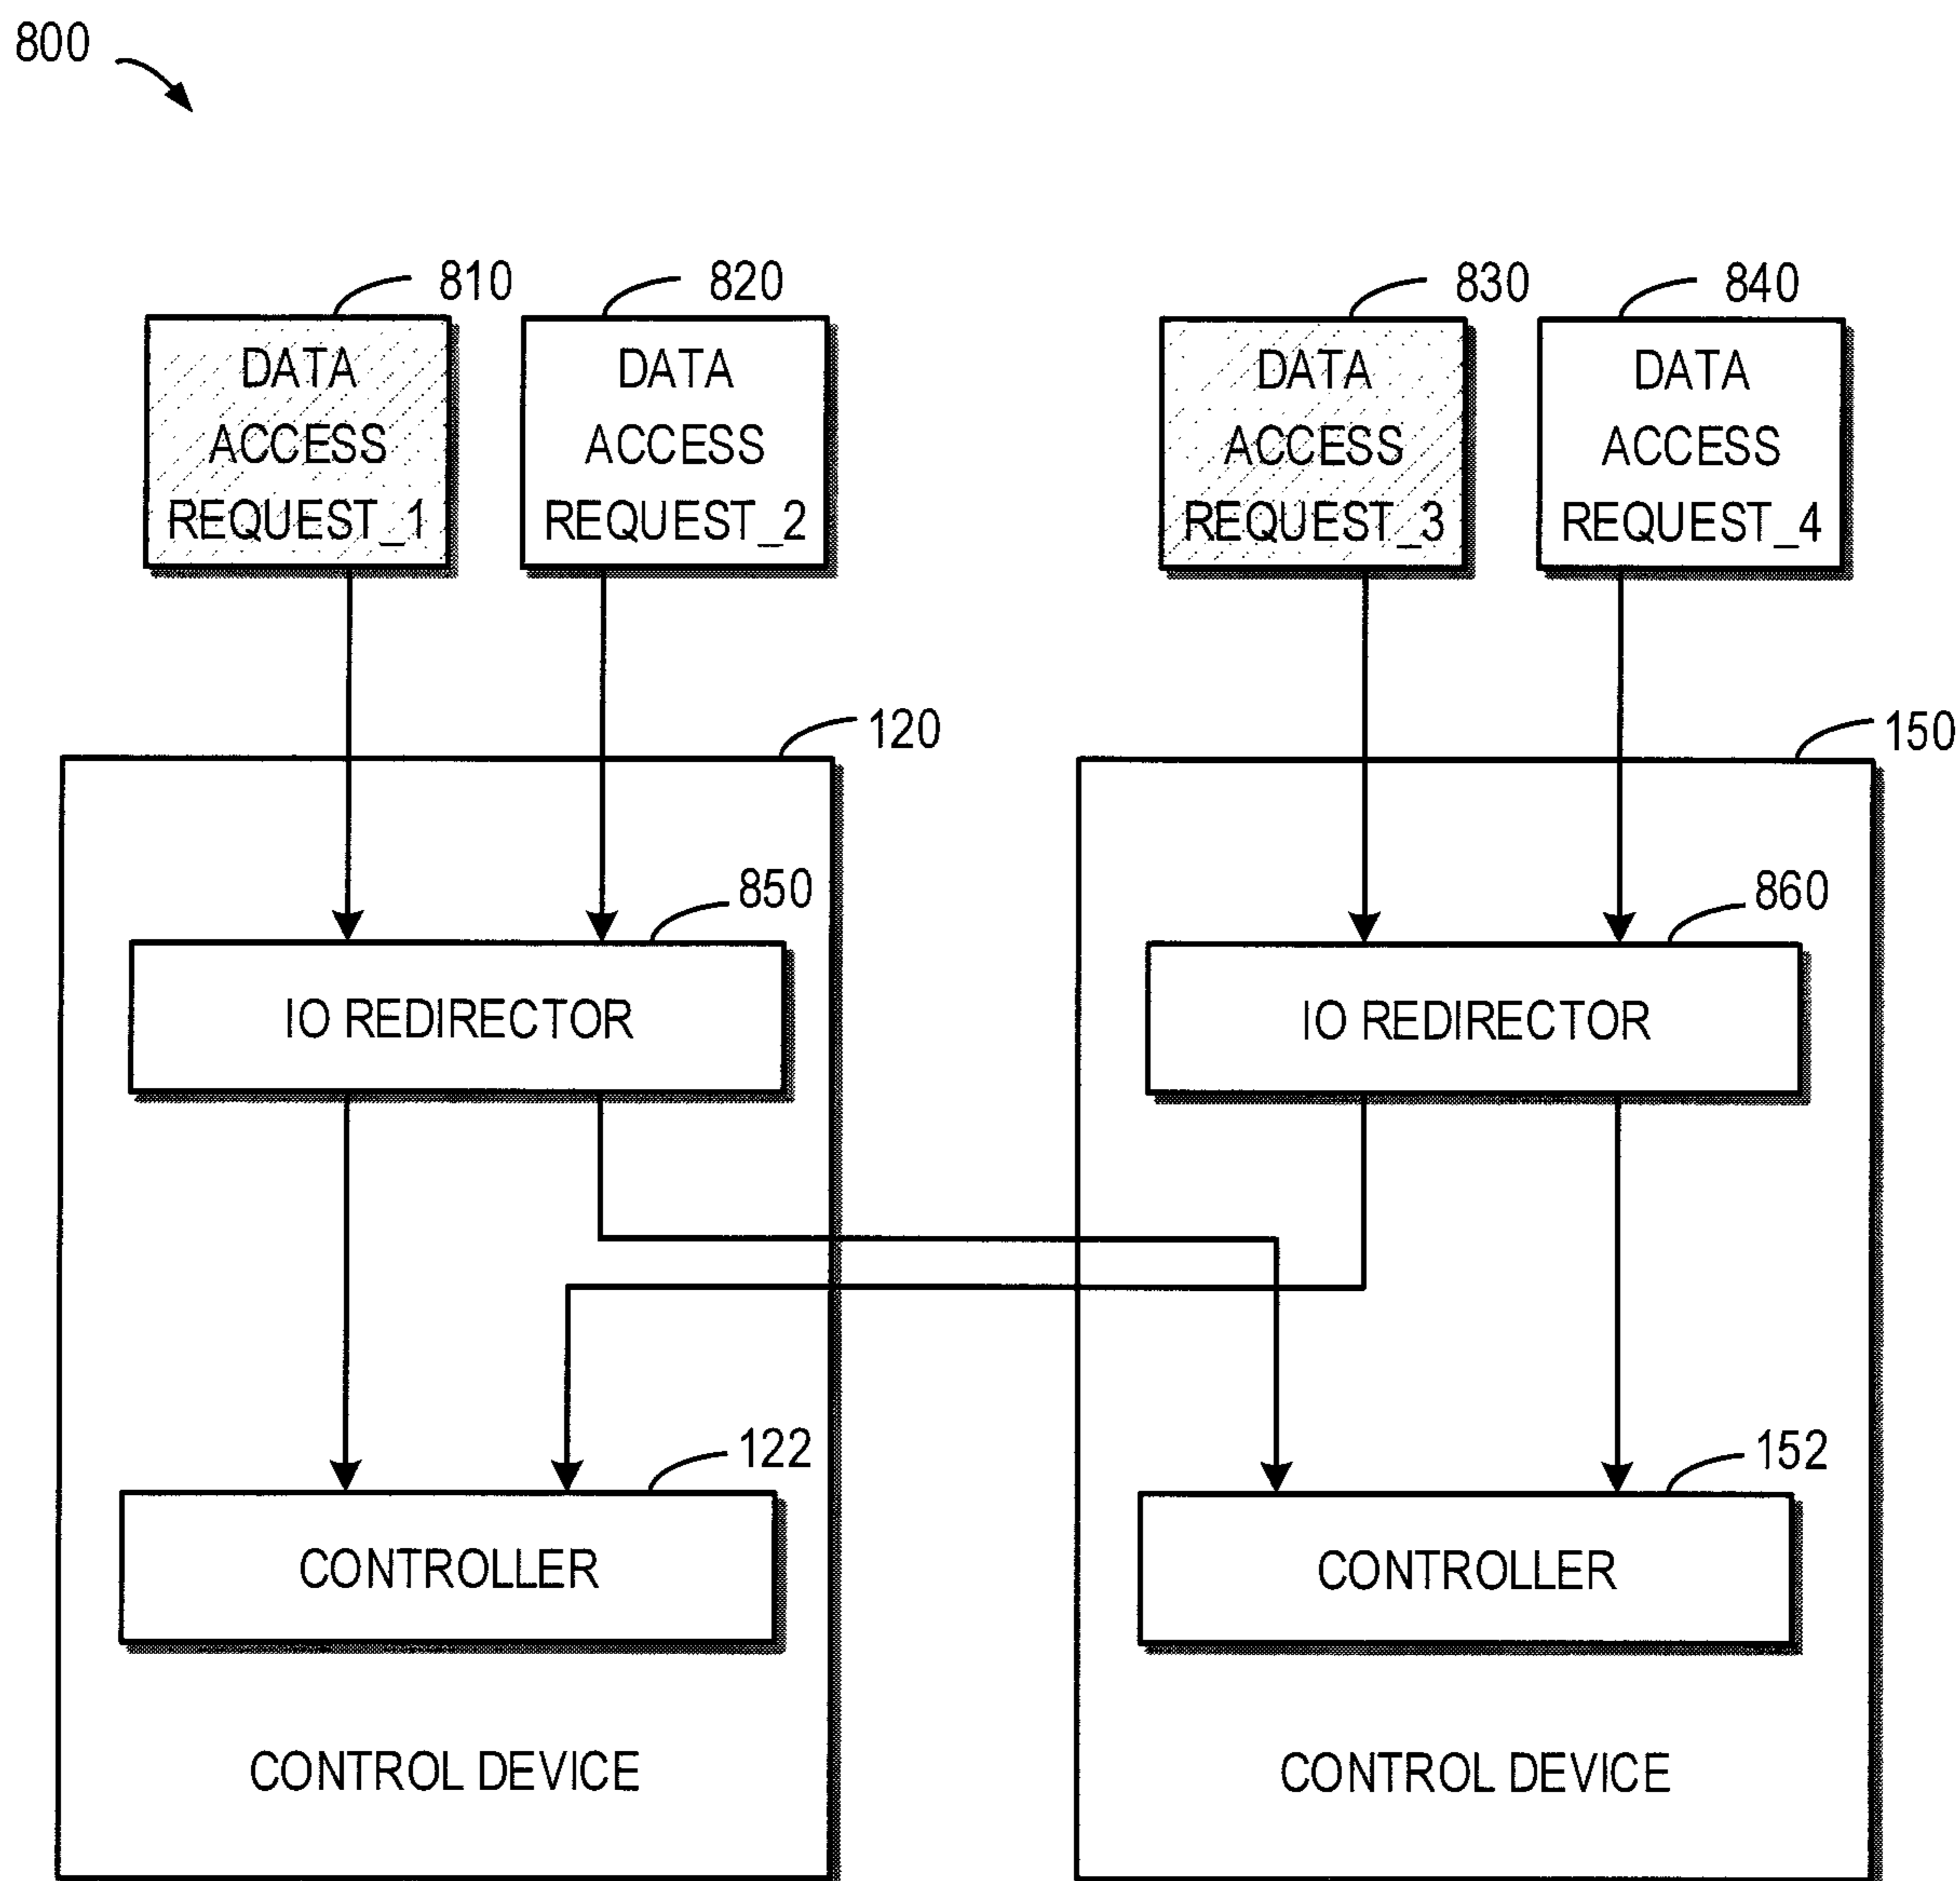 800
810
820
830
840
DATA
ACCESS
REQUEST_1
DATA
ACCESS
REQUEST_2
DATA
ACCESS
REQUEST_3
DATA
ACCESS
REQUEST_4
120
150
850
860
IO REDIRECTOR
IO REDIRECTOR
122
152
CONTROLLER
CONTROLLER
CONTROL DEVICE
CONTROL DEVICE